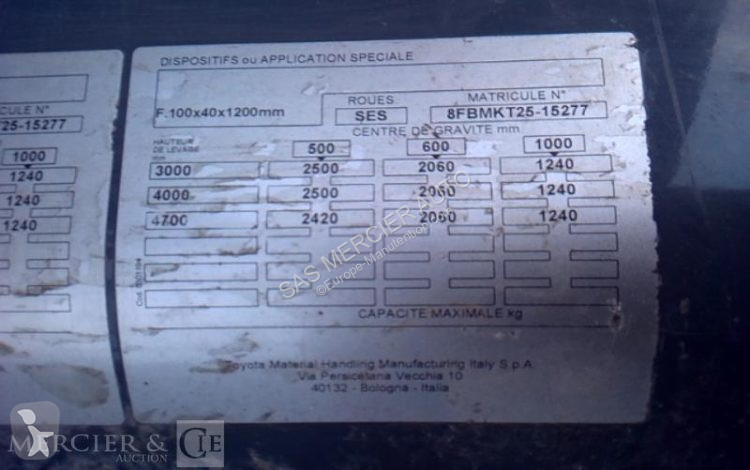 DISPOSITIFS ou APPLICATION SPECIALE
F.100x40x1200mm
ROUES
SES
MATRICULE N°
8FBMKT25-15277
CENTRE DE GRAVITE mm
HAUTEUR
DE LEVAGE
mm
500 600 1000
3000 2500 2060 1240
4000 2500 2060 1240
4700 2420 2060 1240
CAPACITE MAXIMALE kg
Toyota Material Handling Manufacturing Italy S.p.A.
Via Persicetana Vecchia 10
40132 - Bologna - Italia
CULE N°
25-15277
1000
1240
1240
1240
SAS MERCIER AUTO
©Europe-Manutention
MERCIER & CIE
AUCTION